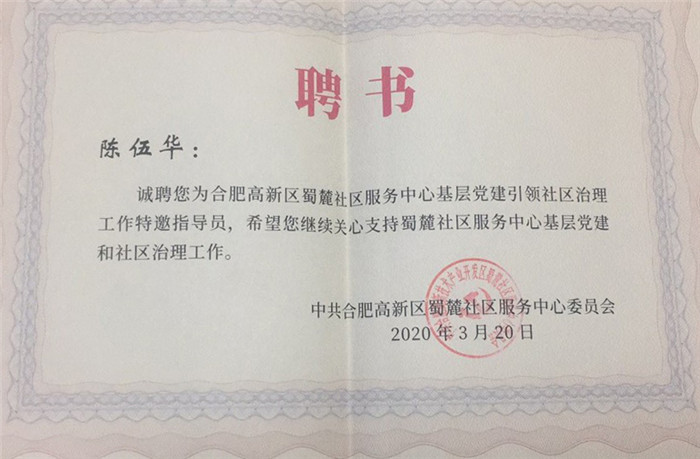 聘书
陈伍华：
诚聘您为合肥高新区蜀麓社区服务中心基层党建引领社区治理
工作特邀指导员，希望您继续关心支持蜀麓社区服务中心基层党建
和社区治理工作。
中共合肥高新区蜀麓社区服务中心委员会
2020年3月20日